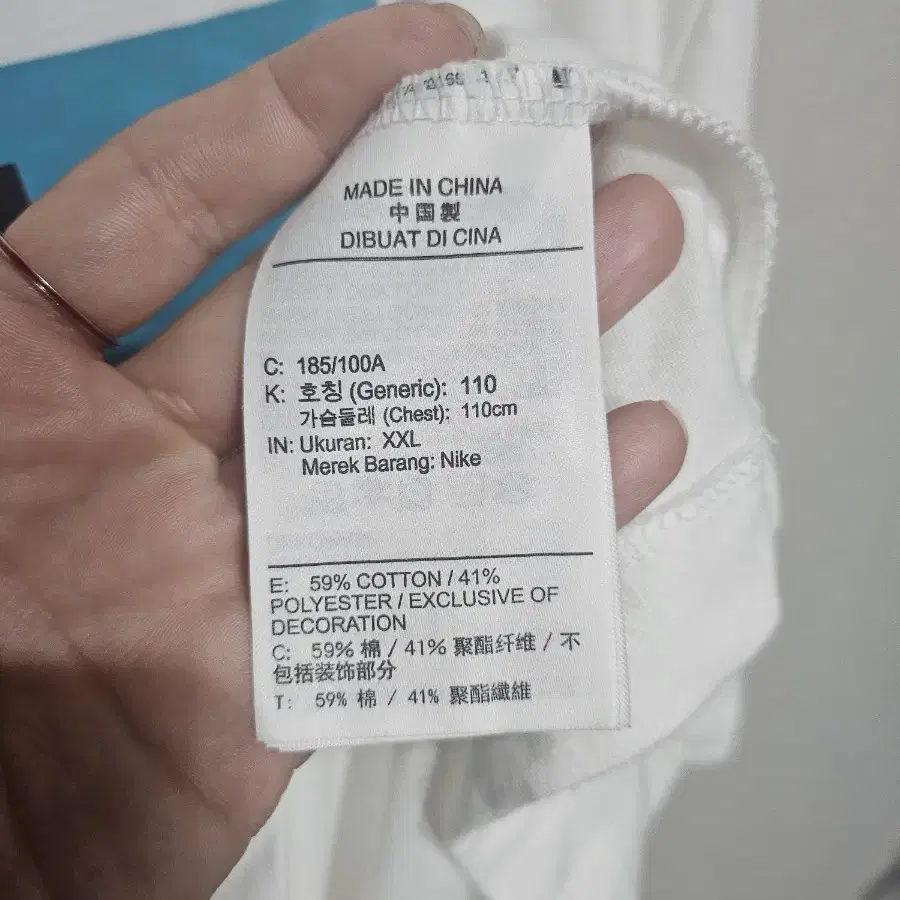 MADE IN CHINA
中国製
DIBUAT DI CINA
C: 185/100A
K: 호칭 (Generic): 110
가슴둘레 (Chest): 110cm
IN: Ukuran: XXL
Merek Barang: Nike
E: 59% COTTON / 41%
POLYESTER / EXCLUSIVE OF
DECORATION
C: 59% 棉 / 41% 聚酯纤维 / 不
包括装饰部分
T: 59% 棉 / 41% 聚酯纖維